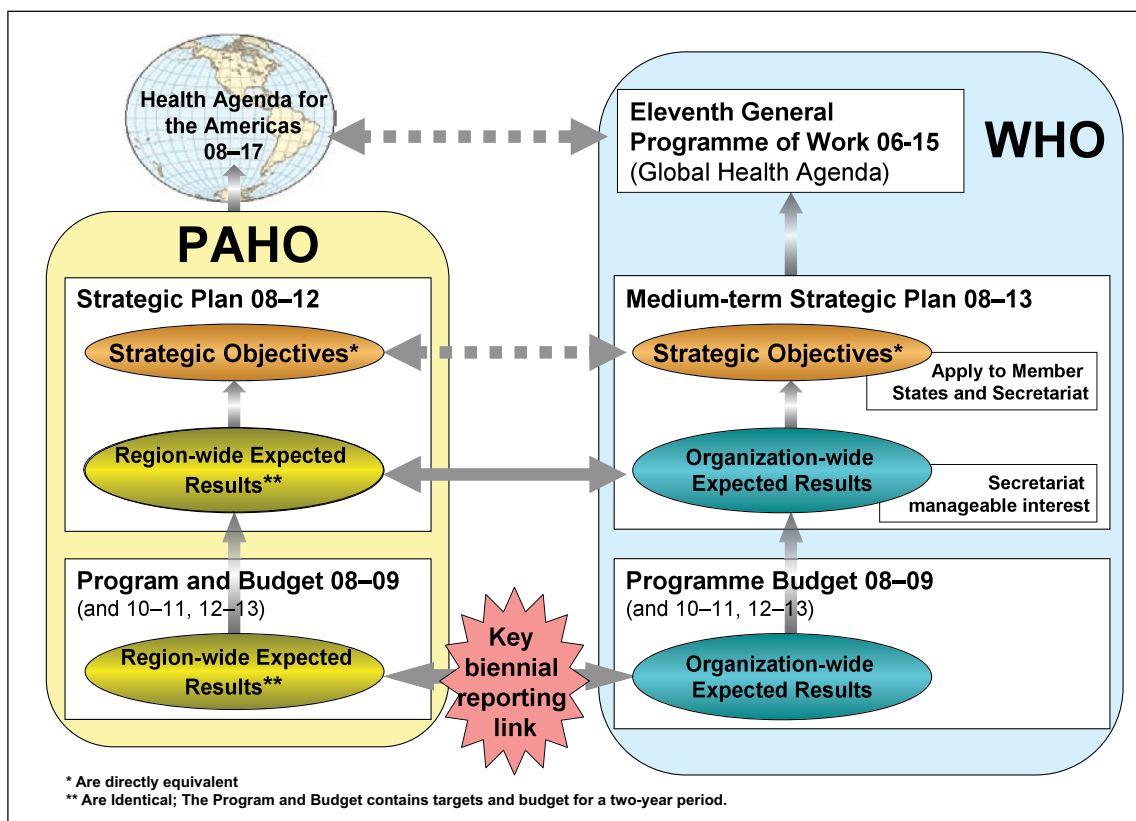 Health Agenda for
the Americas
08–17
PAHO
Strategic Plan 08–12
Strategic Objectives*
Region-wide Expected
Results**
Program and Budget 08–09
(and 10–11, 12–13)
Region-wide Expected
Results**
Key
biennial
reporting
link
WHO
Eleventh General
Programme of Work 06-15
(Global Health Agenda)
Medium-term Strategic Plan 08–13
Strategic Objectives*
Apply to Member
States and Secretariat
Organization-wide
Expected Results
Secretariat
manageable interest
Programme Budget 08–09
(and 10–11, 12–13)
Organization-wide
Expected Results
* Are directly equivalent
** Are Identical; The Program and Budget contains targets and budget for a two-year period.